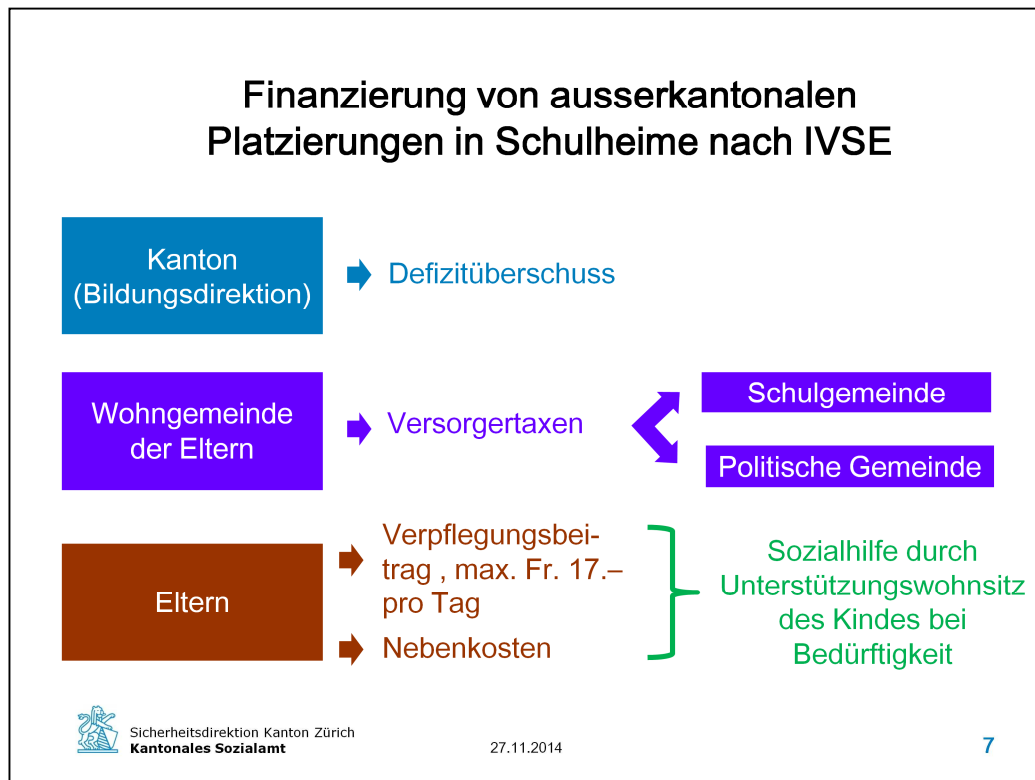 Finanzierung von ausserkantonalen
Platzierungen in Schulheime nach IVSE
Kanton
(Bildungsdirektion)
Defizitüberschuss
Wohngemeinde
der Eltern
Versorgertaxen
Schulgemeinde
Politische Gemeinde
Eltern
Verpflegungsbei-
trag , max. Fr. 17.–
pro Tag
Nebenkosten
Sozialhilfe durch
Unterstützungswohnsitz
des Kindes bei
Bedürftigkeit
Sicherheitsdirektion Kanton Zürich
Kantonales Sozialamt
27.11.2014
7